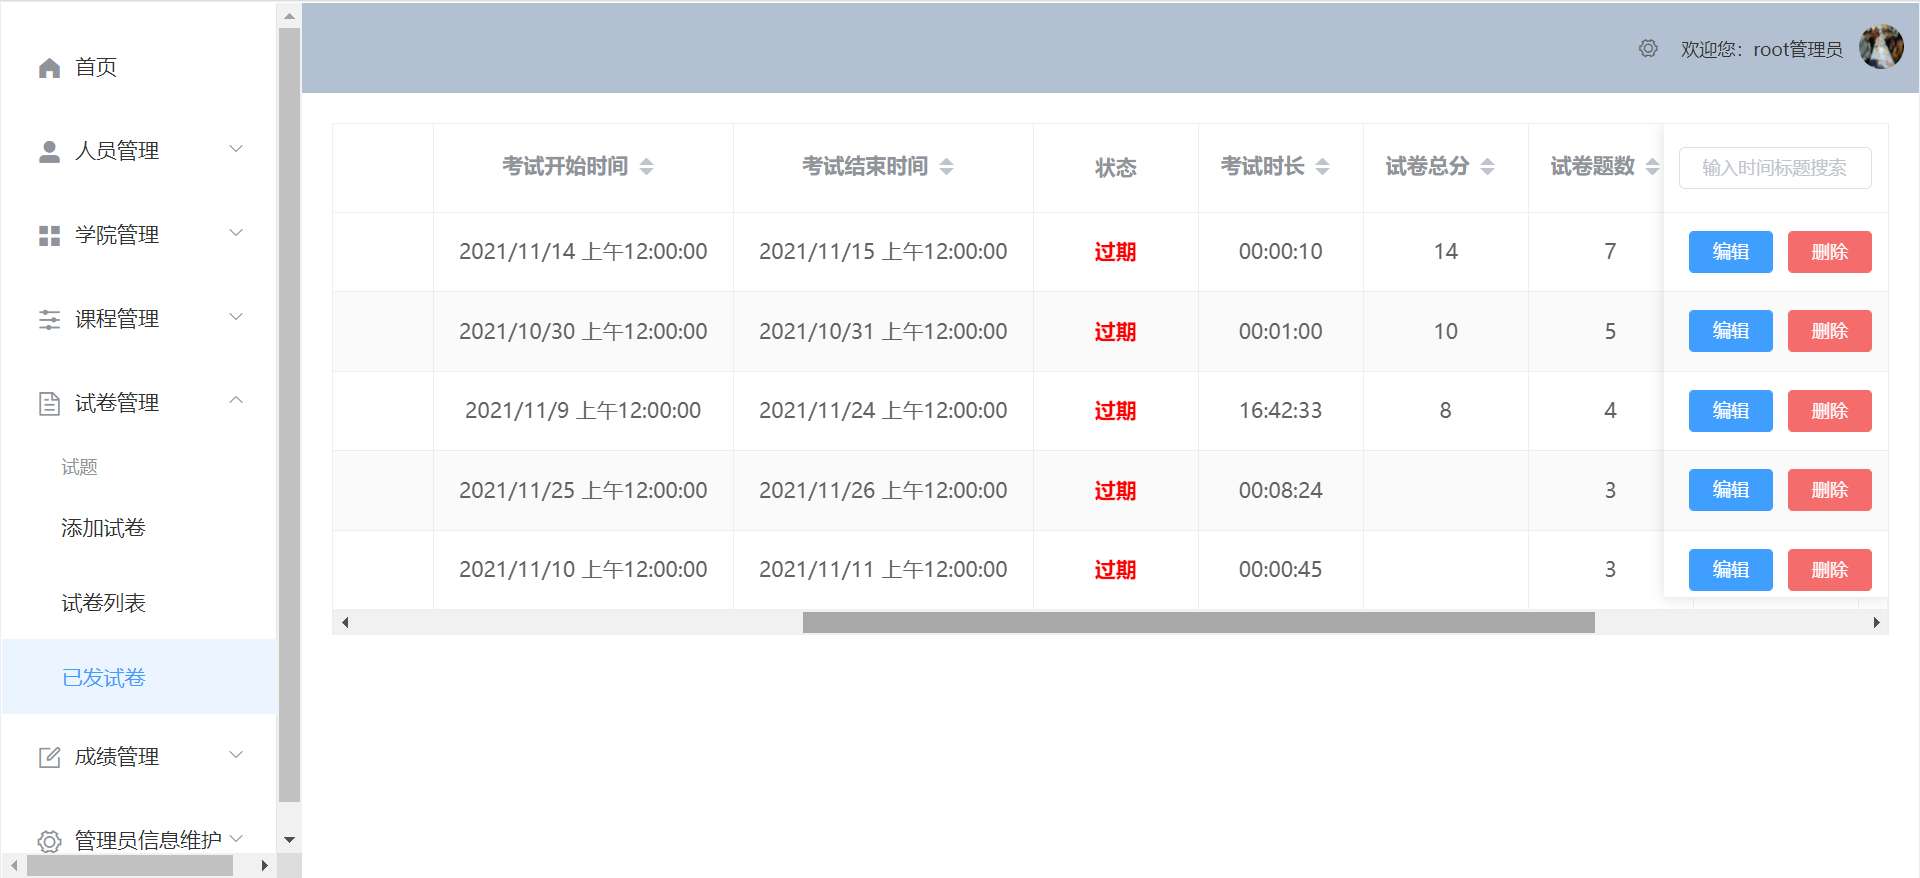 首页
人员管理
学院管理
课程管理
试卷管理
试题
添加试卷
试卷列表
已发试卷
成绩管理
管理员信息维护
欢迎您：root管理员
考试开始时间 考试结束时间 状态 考试时长 试卷总分 试卷题数 输入时间标题搜索
2021/11/14 上午12:00:00 2021/11/15 上午12:00:00 过期 00:00:10 14 7 编辑 删除
2021/10/30 上午12:00:00 2021/10/31 上午12:00:00 过期 00:01:00 10 5 编辑 删除
2021/11/9 上午12:00:00 2021/11/24 上午12:00:00 过期 16:42:33 8 4 编辑 删除
2021/11/25 上午12:00:00 2021/11/26 上午12:00:00 过期 00:08:24 3 编辑 删除
2021/11/10 上午12:00:00 2021/11/11 上午12:00:00 过期 00:00:45 3 编辑 删除